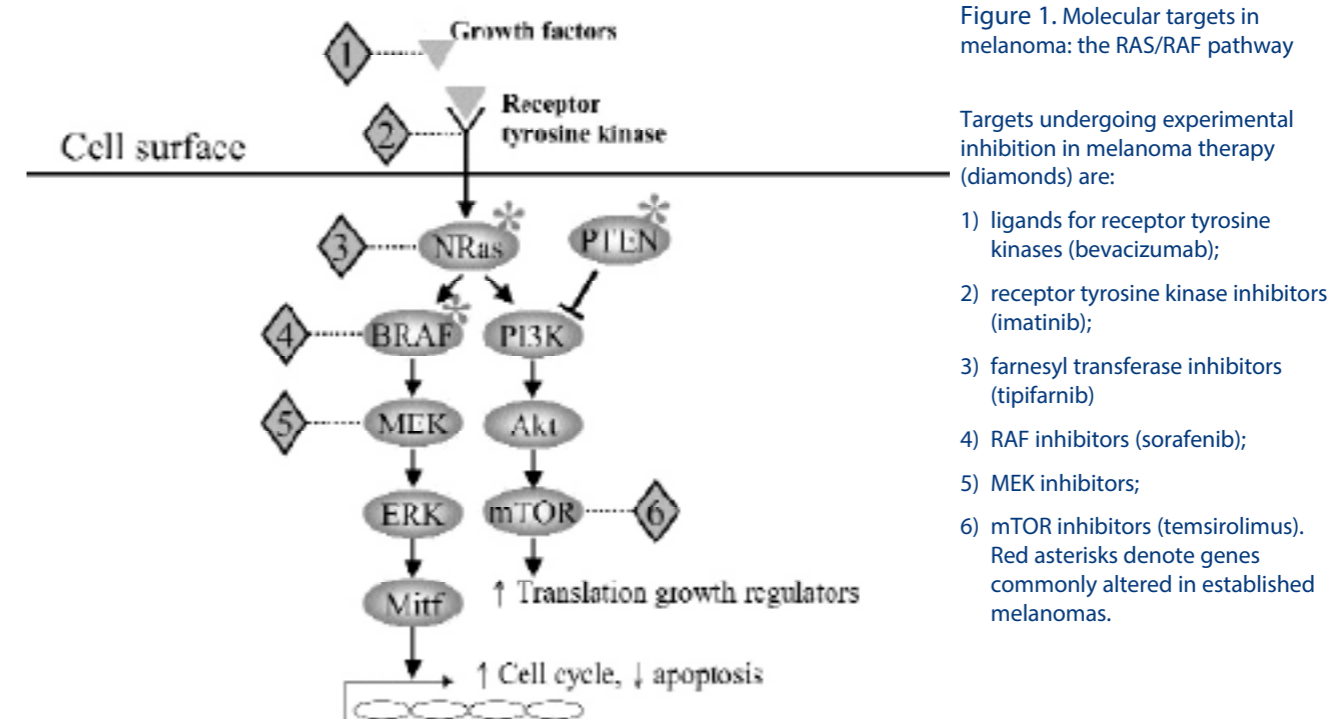 1
Growth factors
2
Receptor
tyrosine kinase
Cell surface
3
NRas
PTEN
4
BRAF
PI3K
5
MEK
Akt
ERK
mTOR
6
Mitf
↑ Translation growth regulators
↑ Cell cycle, ↓ apoptosis
Figure 1. Molecular targets in
melanoma: the RAS/RAF pathway
Targets undergoing experimental
inhibition in melanoma therapy
(diamonds) are:
1) ligands for receptor tyrosine
kinases (bevacizumab);
2) receptor tyrosine kinase inhibitors
(imatinib);
3) farnesyl transferase inhibitors
(tipifarnib)
4) RAF inhibitors (sorafenib);
5) MEK inhibitors;
6) mTOR inhibitors (temsirolimus).
Red asterisks denote genes
commonly altered in established
melanomas.